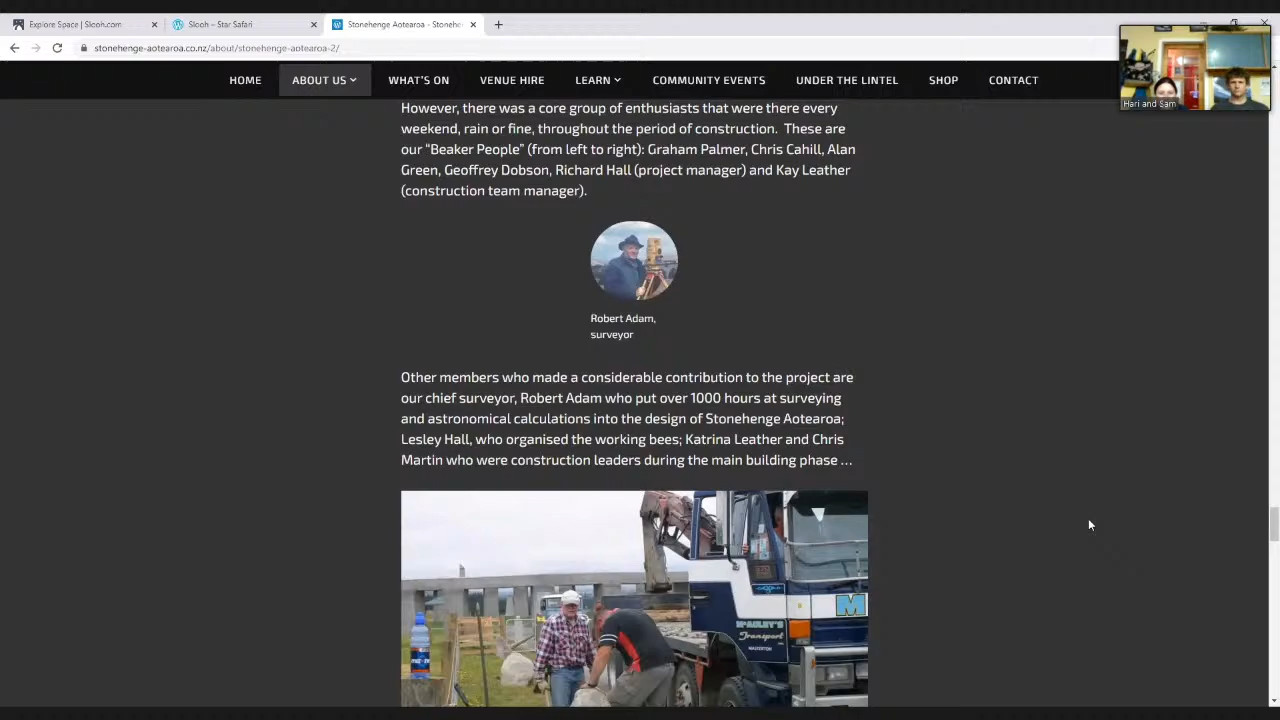 Explore Space | Slooh.com
Slooh – Star Safari
Stonehenge Aotearoa - Stonehe
stonehenge-aotearoa.co.nz/about/stonehenge-aotearoa-2/
HOME ABOUT US WHAT'S ON VENUE HIRE LEARN COMMUNITY EVENTS UNDER THE LINTEL SHOP CONTACT
Hari and Sam
However, there was a core group of enthusiasts that were there every
weekend, rain or fine, throughout the period of construction. These are
our “Beaker People” (from left to right): Graham Palmer, Chris Cahill, Alan
Green, Geoffrey Dobson, Richard Hall (project manager) and Kay Leather
(construction team manager).
Robert Adam,
surveyor
Other members who made a considerable contribution to the project are
our chief surveyor, Robert Adam who put over 1000 hours at surveying
and astronomical calculations into the design of Stonehenge Aotearoa;
Lesley Hall, who organised the working bees; Katrina Leather and Chris
Martin who were construction leaders during the main building phase …
M
McAULEY'S
Transport
MASTERTON